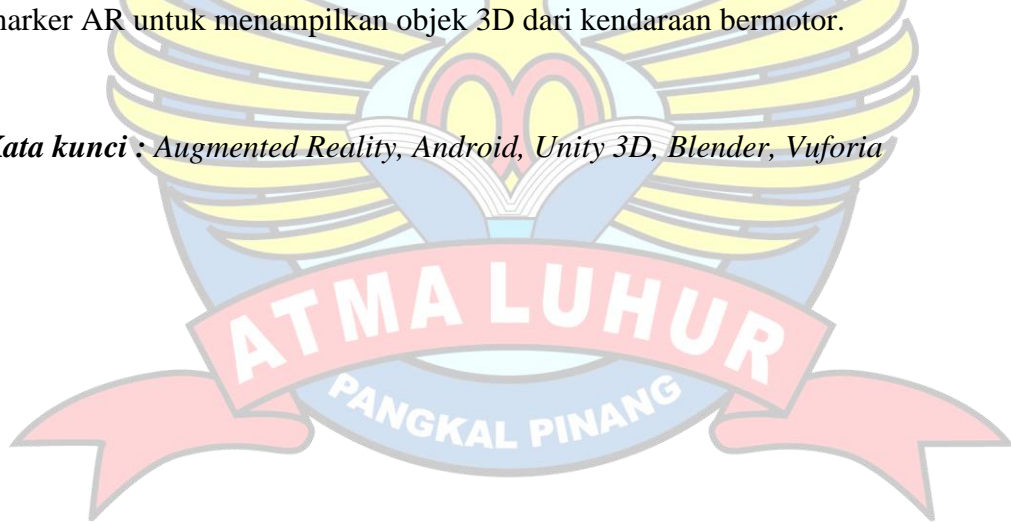 marker AR untuk menampilkan objek 3D dari kendaraan bermotor.
Kata kunci : Augmented Reality, Android, Unity 3D, Blender, Vuforia
ATMA LUHUR
PANGKAL PINANG